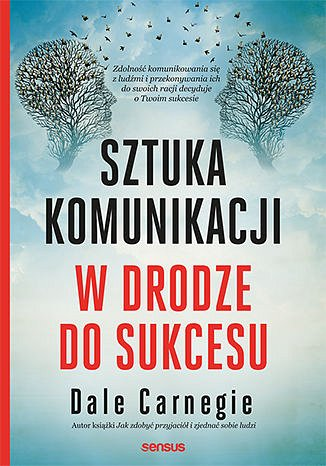 Zdolność komunikowania się
z ludźmi i przekonywania ich
do swoich racji decyduje
o Twoim sukcesie
SZTUKA
KOMUNIKACJI
W DRODZE
DO SUKCESU
Dale Carnegie
Autor książki Jak zdobyć przyjaciół i zjednać sobie ludzi
sensus